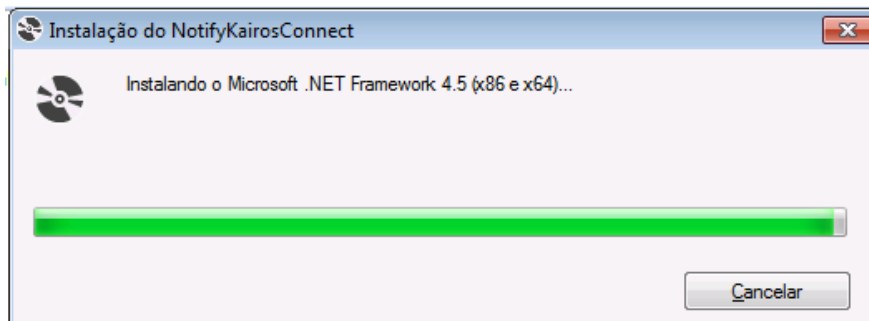 Instalação do NotifyKairosConnect
Instalando o Microsoft .NET Framework 4.5 (x86 e x64)...
Cancelar